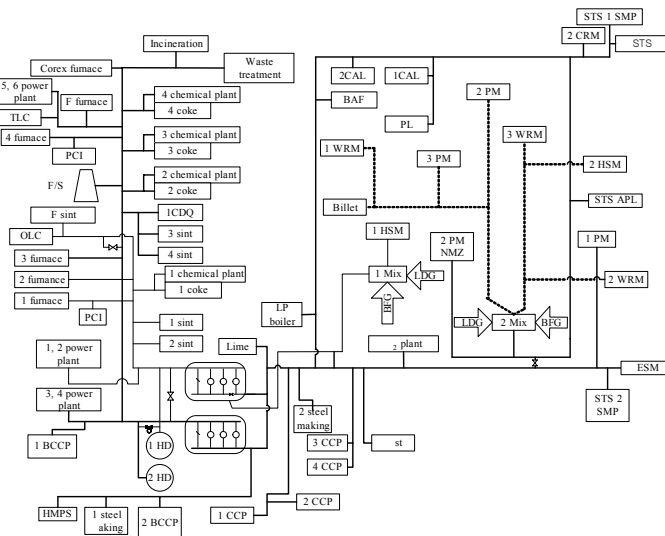 STS 1 SMP
2 CRM
STS
Incineration
Corex furnace
Waste
treatment
2CAL
1CAL
5, 6 power
plant
F furnace
4 chemical plant
4 coke
BAF
2 PM
TLC
PL
4 furnace
3 chemical plant
3 coke
3 WRM
PCI
1 WRM
3 PM
2 HSM
F/S
2 chemical plant
2 coke
Billet
STS APL
F sint
1CDQ
OLC
3 sint
1 HSM
2 PM
NMZ
1 PM
3 furnace
4 sint
2 fumance
1 chemical plant
1 coke
1 Mix
LDG
BFG
2 WRM
1 furnace
PCI
LP
boiler
1 sint
LDG
2 Mix
BFG
2 sint
Lime
2 plant
1, 2 power
plant
ESM
3, 4 power
plant
STS 2
SMP
2 steel
making
1 BCCP
1 HD
3 CCP
st
4 CCP
2 HD
HMPS
1 steel
aking
2 BCCP
1 CCP
2 CCP